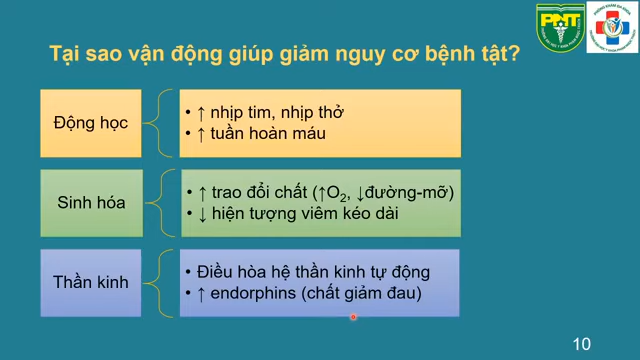 PNT
Tại sao vận động giúp giảm nguy cơ bệnh tật?
Động học
• ↑ nhịp tim, nhịp thở
• ↑ tuần hoàn máu
Sinh hóa
• ↑ trao đổi chất (↑O₂, ↓đường-mỡ)
• ↓ hiện tượng viêm kéo dài
Thần kinh
• Điều hòa hệ thần kinh tự động
• ↑ endorphins (chất giảm đau)
10